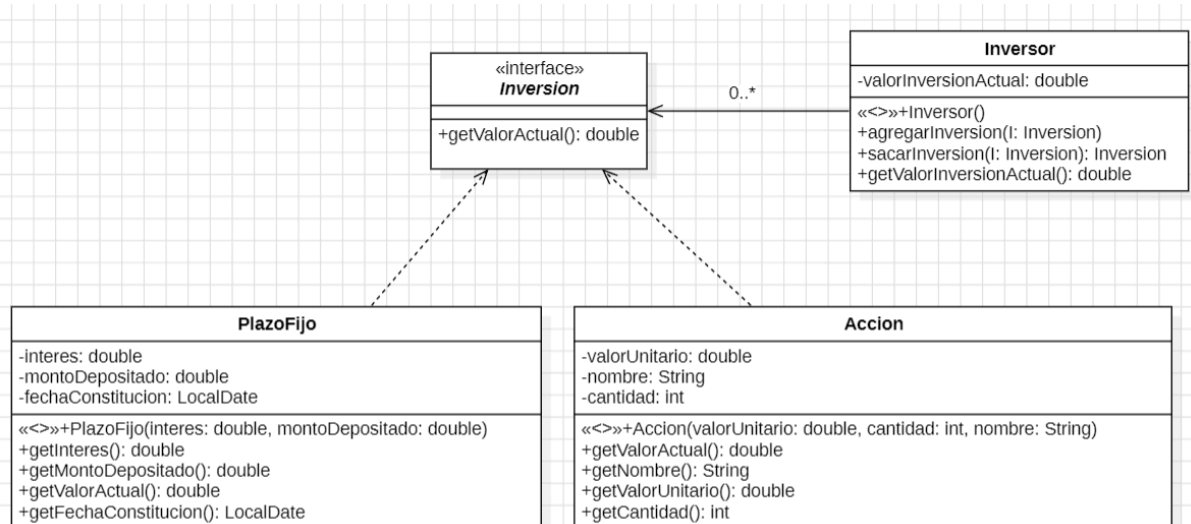 «interface»
Inversion
+getValorActual(): double
0..*
Inversor
-valorInversionActual: double
«<>»+Inversor()
+agregarInversion(I: Inversion)
+sacarInversion(I: Inversion): Inversion
+getValorInversionActual(): double
PlazoFijo
-interes: double
-montoDepositado: double
-fechaConstitucion: LocalDate
«<>»+PlazoFijo(interes: double, montoDepositado: double)
+getInteres(): double
+getMontoDepositado(): double
+getValorActual(): double
+getFechaConstitucion(): LocalDate
Accion
-valorUnitario: double
-nombre: String
-cantidad: int
«<>»+Accion(valorUnitario: double, cantidad: int, nombre: String)
+getValorActual(): double
+getNombre(): String
+getValorUnitario(): double
+getCantidad(): int